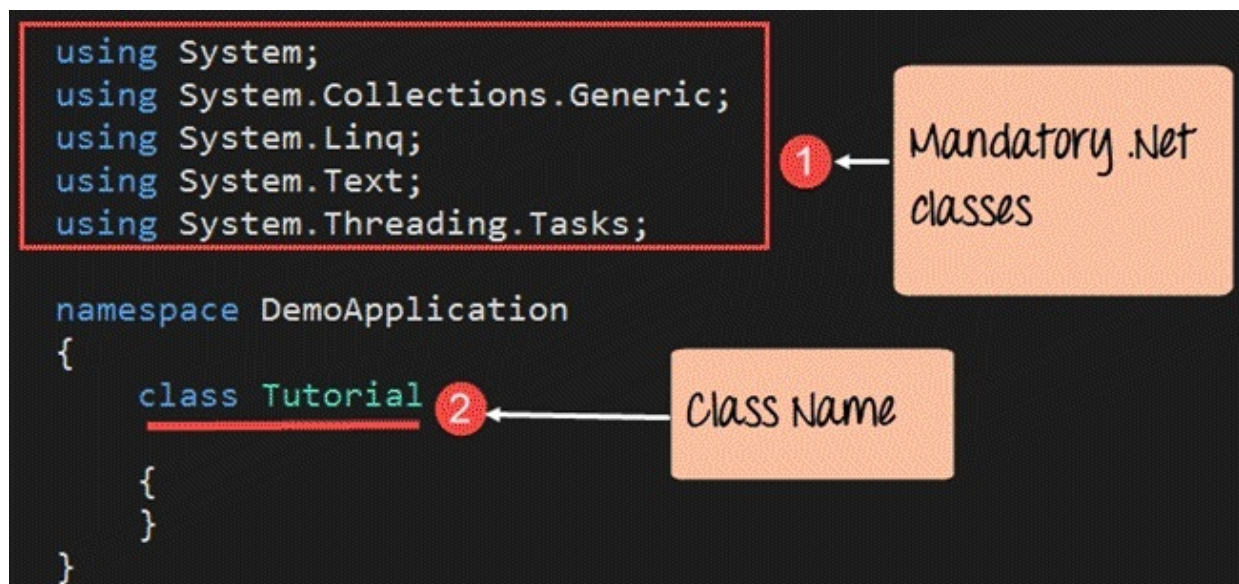 using System;
using System.Collections.Generic;
using System.Linq;
using System.Text;
using System.Threading.Tasks;
1
Mandatory .Net
classes
namespace DemoApplication
{
class Tutorial
2
Class Name
{
}
}